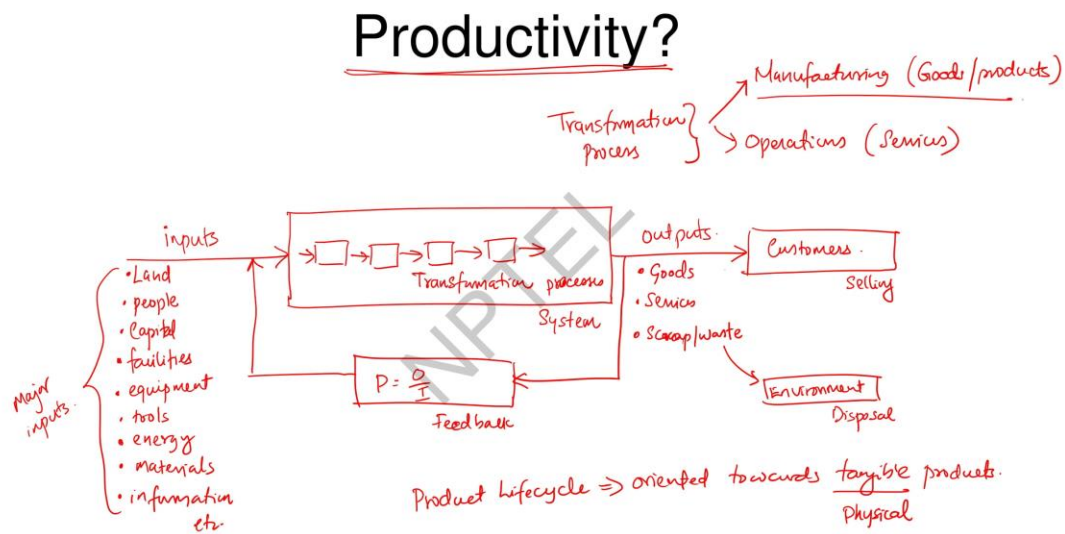 Productivity?
Manufacturing (Goods/products)
Transformation
process
Operations (Services)
inputs
outputs.
Customers.
Selling
• Land
• people
• Capital
• facilities
• equipment
• tools
• energy
• materials
• information
etc.
Major
inputs.
Transformation process
System
• Goods
• Services
• Scrap/waste
P = O
I
Feedback
Environment
Disposal
Product Lifecycle ⇒ oriented towards tangible products.
Physical
NPTEL